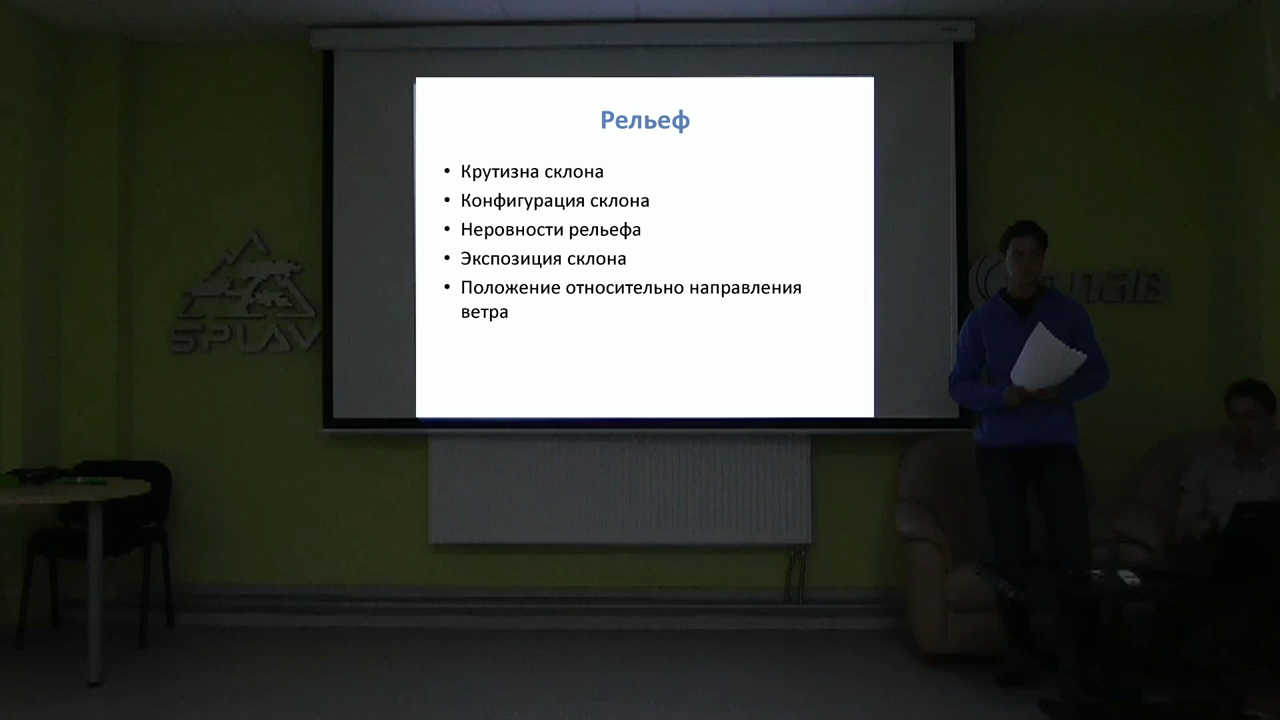 Рельеф
• Крутизна склона
• Конфигурация склона
• Неровности рельефа
• Экспозиция склона
• Положение относительно направления
ветра
SPLAV